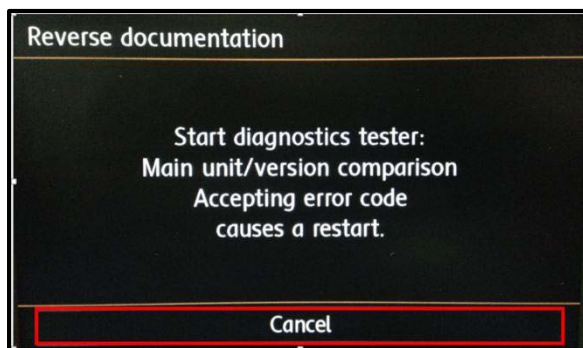 Reverse documentation
Start diagnostics tester:
Main unit/version comparison
Accepting error code
causes a restart.
Cancel